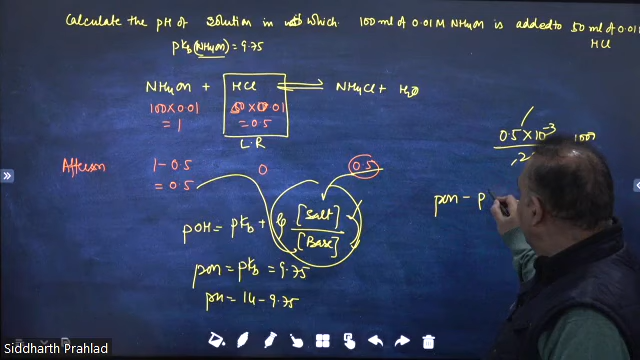 Calculate the pH of solution in which 100 ml of 0.01 M NH4OH is added to 50 ml of 0.01
HCl
pKb (NH4OH) = 9.75
NH4OH + HCl ⇌ NH4Cl + H2O
100×0.01 50×0.01
= 1 = 0.5
L.R
0.5×10⁻³ 1000
After 1-0.5 0 0.5
= 0.5
pOH - P
pOH = pKb + [Salt]
[Base]
pOH = pKb = 9.75
pH = 14 - 9.75
Siddharth Prahlad